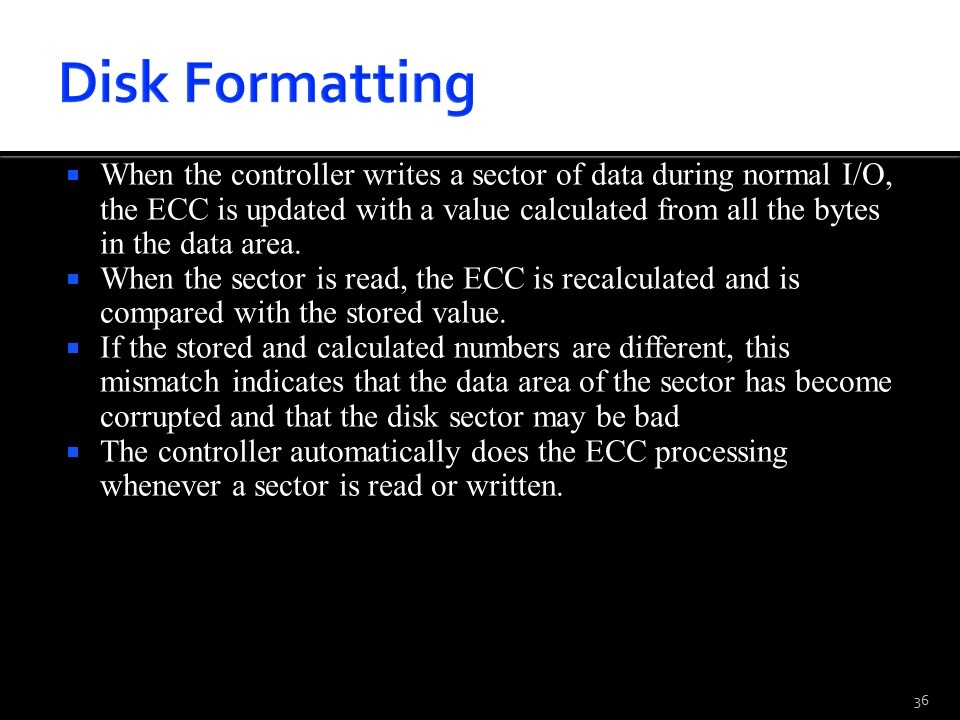 Disk Formatting
When the controller writes a sector of data during normal I/O,
the ECC is updated with a value calculated from all the bytes
in the data area.
When the sector is read, the ECC is recalculated and is
compared with the stored value.
If the stored and calculated numbers are different, this
mismatch indicates that the data area of the sector has become
corrupted and that the disk sector may be bad
The controller automatically does the ECC processing
whenever a sector is read or written.
36